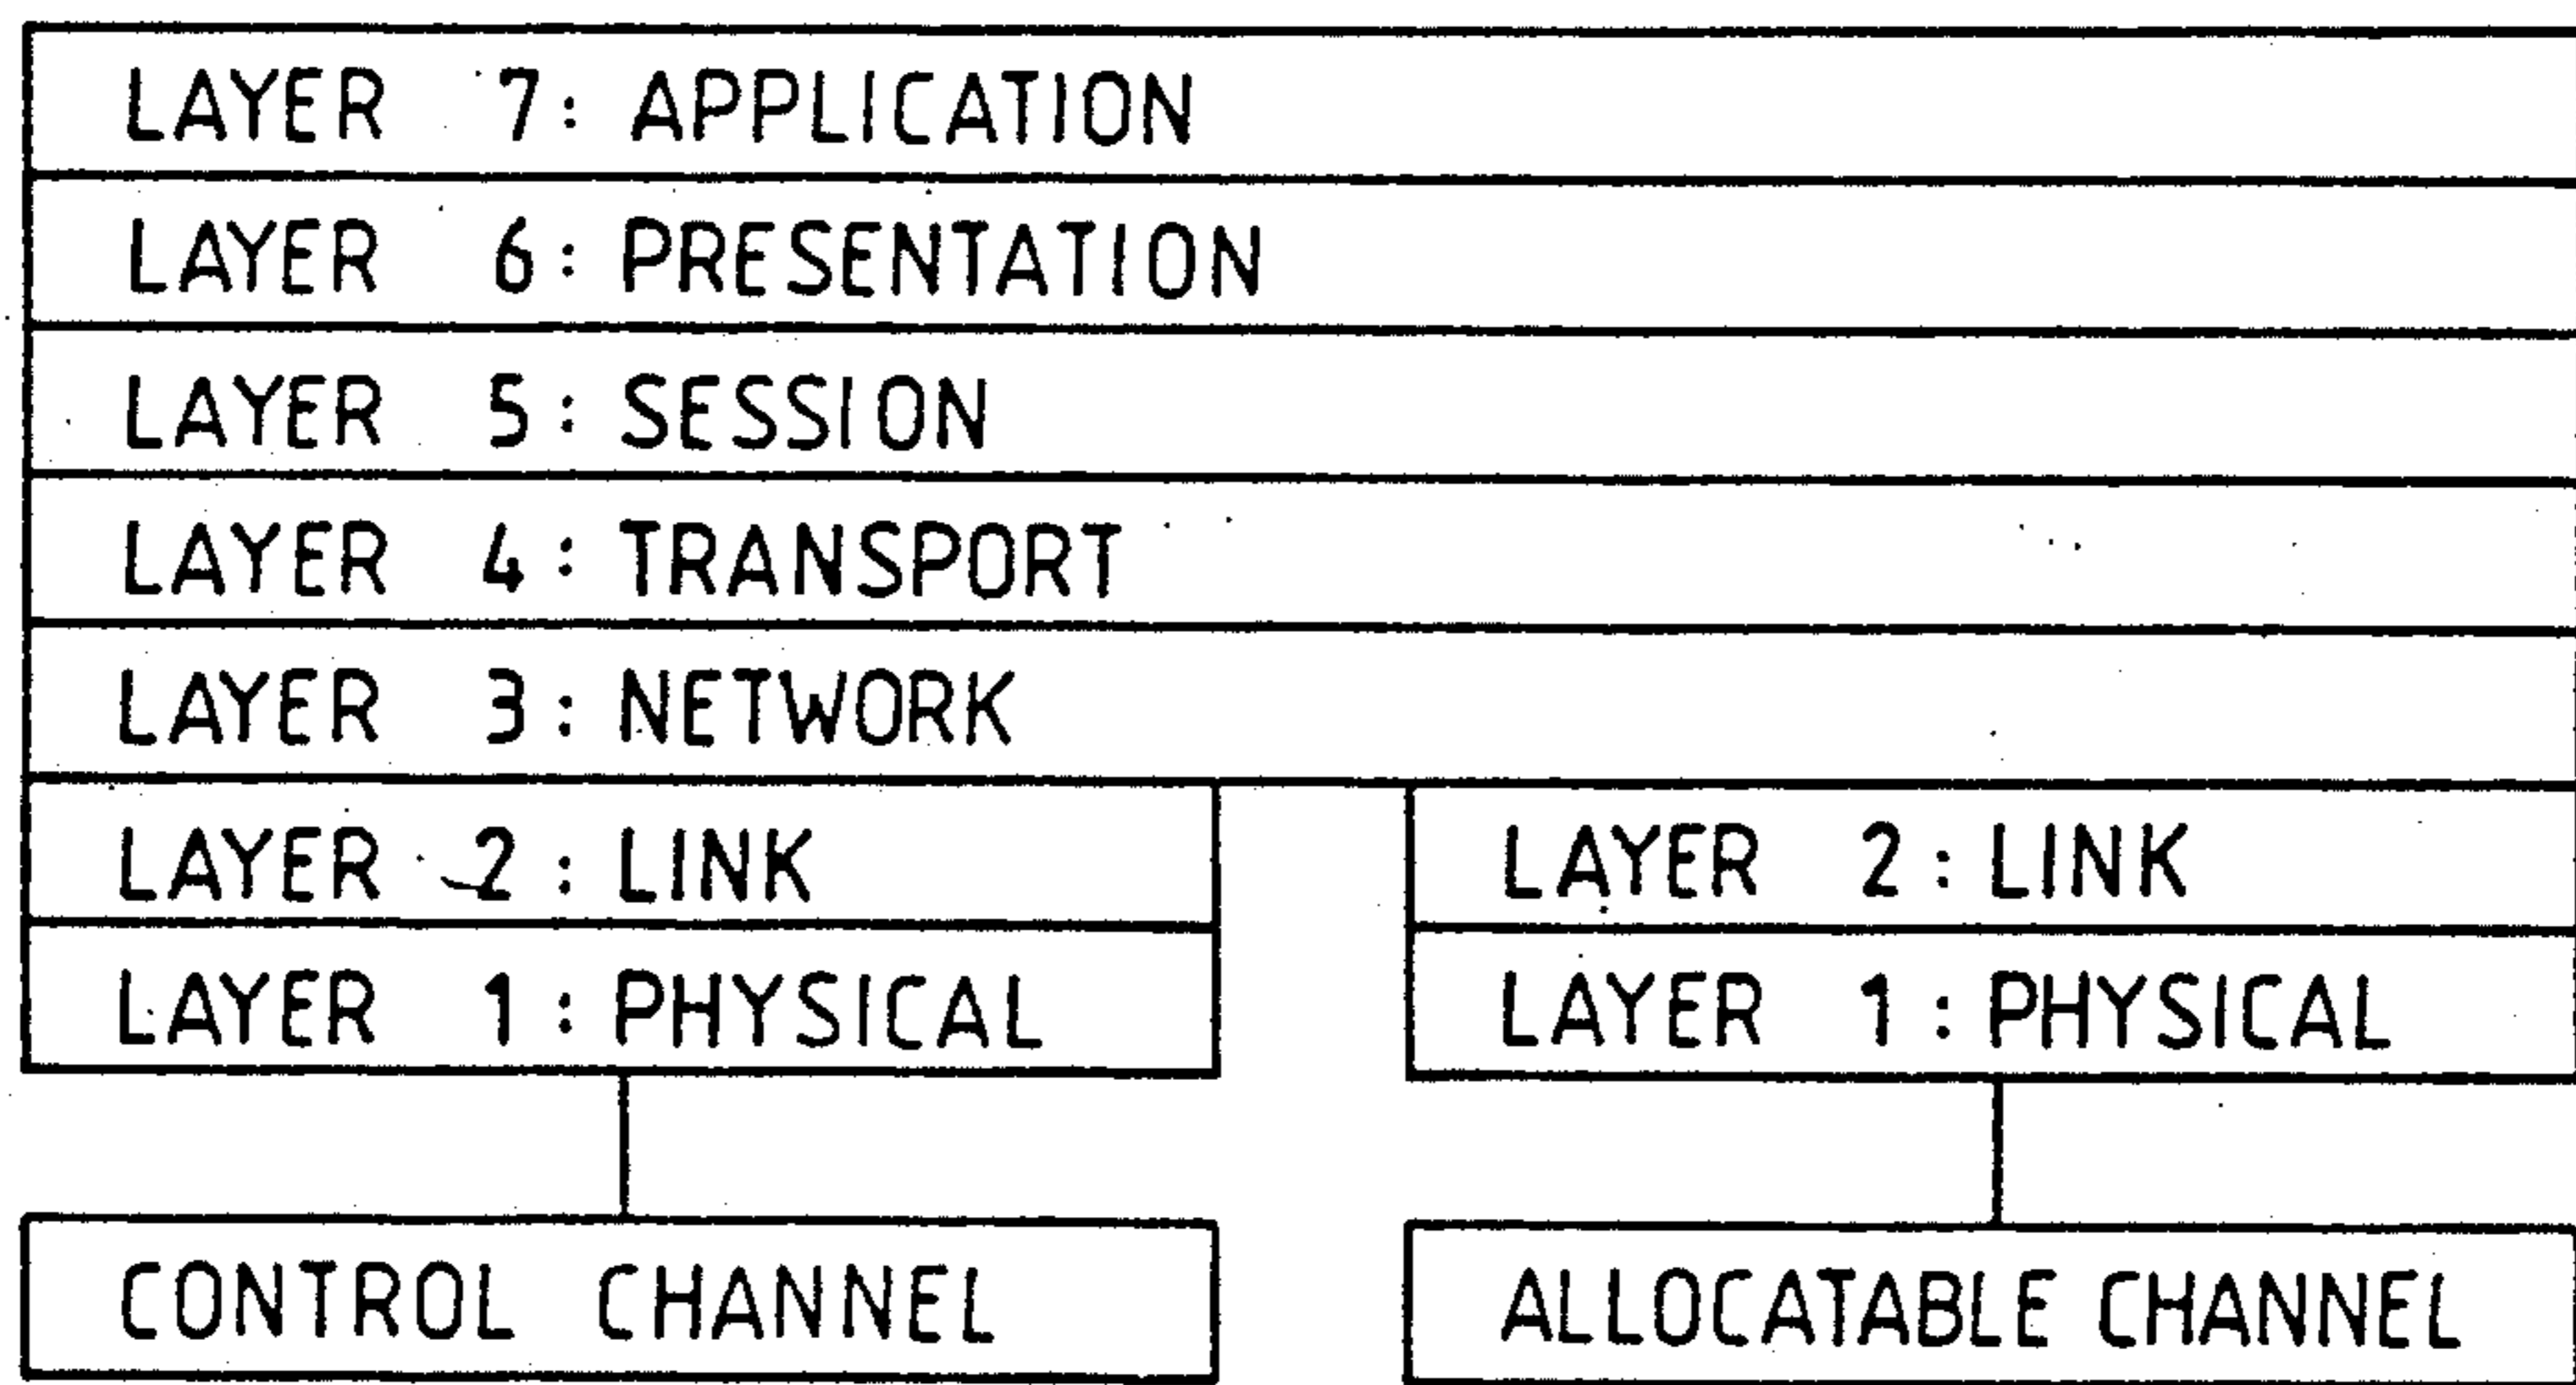 LAYER 7: APPLICATION
LAYER 6: PRESENTATION
LAYER 5: SESSION
LAYER 4: TRANSPORT
LAYER 3: NETWORK
LAYER 2: LINK
LAYER 2: LINK
LAYER 1: PHYSICAL
LAYER 1: PHYSICAL
CONTROL CHANNEL
ALLOCATABLE CHANNEL